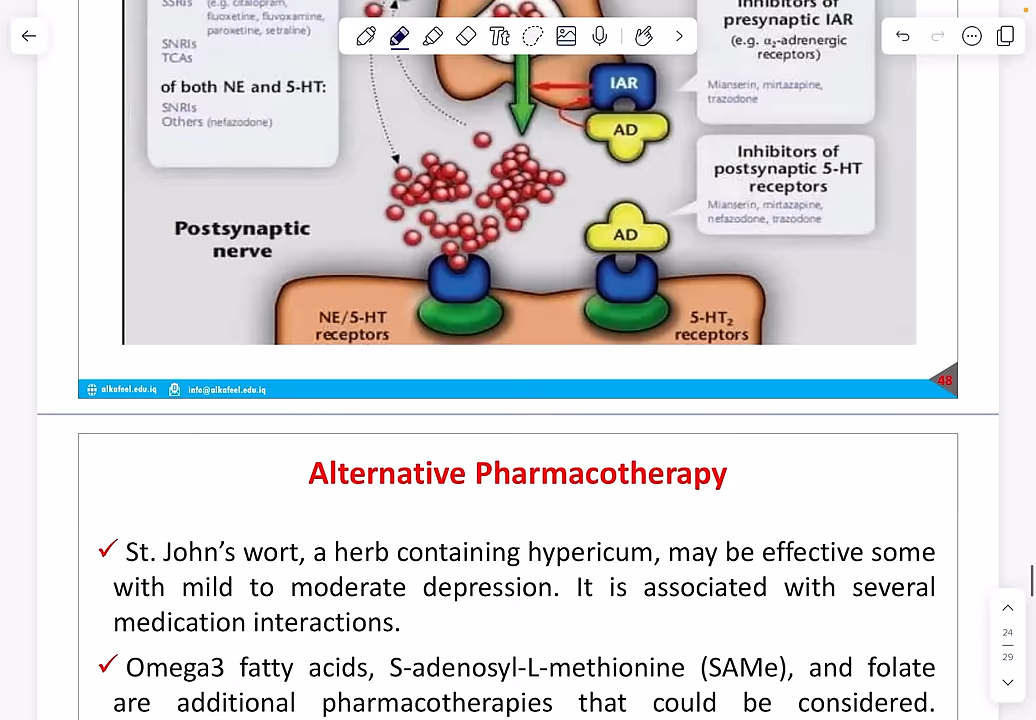 SSRIs (e.g. citalopram,
fluoxetine, fluvoxamine,
paroxetine, setraline)
SNRIs
TCAs
of both NE and 5-HT:
SNRIs
Others (nefazodone)
Inhibitors of
presynaptic IAR
(e.g. α₂-adrenergic
receptors)
Mianserin, mirtazapine,
trazodone
IAR
AD
Inhibitors of
postsynaptic 5-HT
receptors
Mianserin, mirtazapine,
nefazodone, trazodone
AD
Postsynaptic
nerve
NE/5-HT
receptors
5-HT₂
receptors
alkafeel.edu.iq info@alkafeel.edu.iq
48
Alternative Pharmacotherapy
✓ St. John's wort, a herb containing hypericum, may be effective some
with mild to moderate depression. It is associated with several
medication interactions.
✓ Omega3 fatty acids, S-adenosyl-L-methionine (SAMe), and folate
are additional pharmacotherapies that could be considered.
Tt
24
29